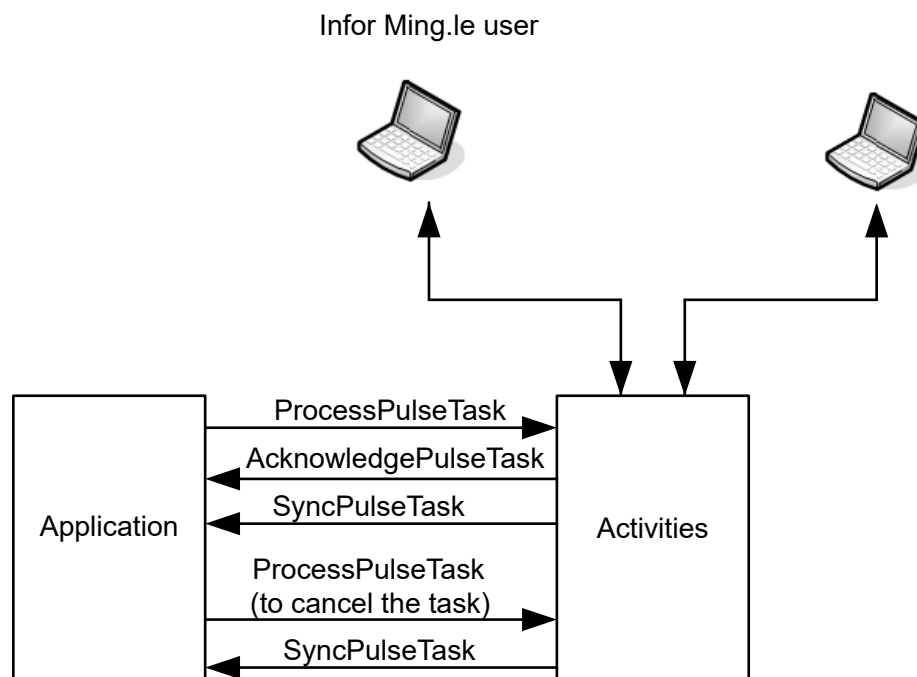 Infor Ming.le user
ProcessPulseTask
AcknowledgePulseTask
SyncPulseTask
Application
Activities
ProcessPulseTask
(to cancel the task)
SyncPulseTask